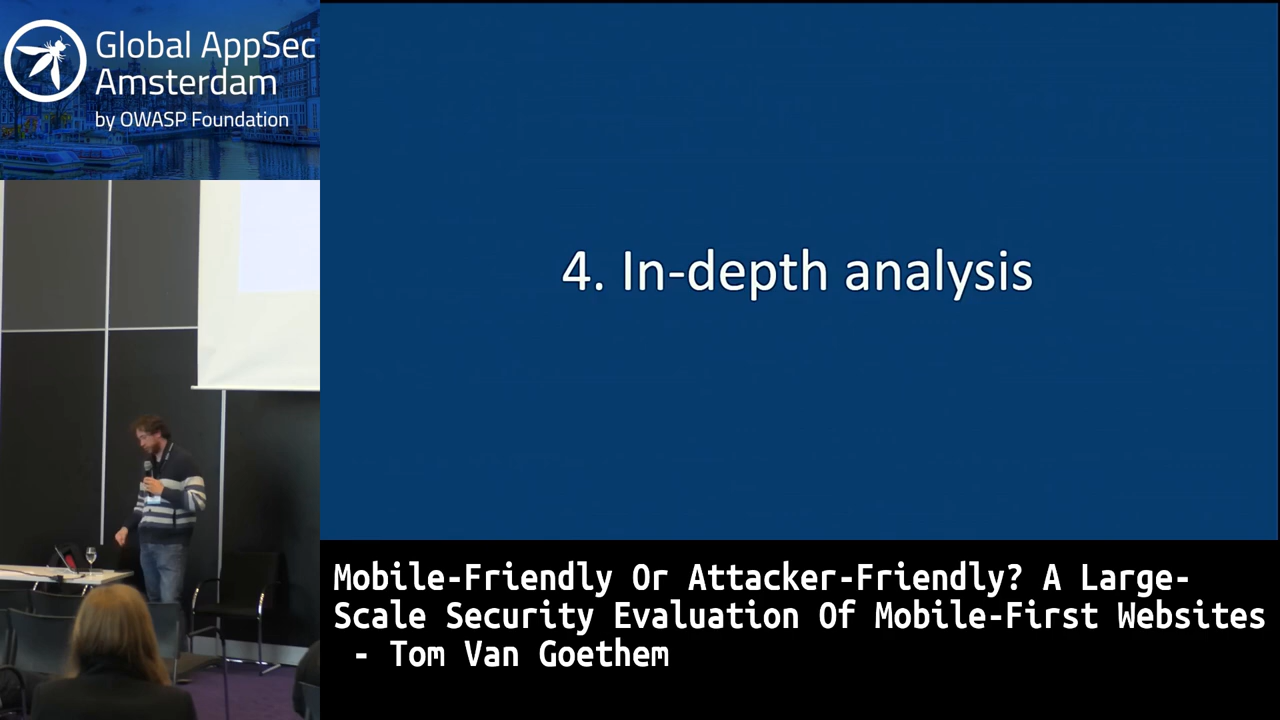 Global AppSec
Amsterdam
by OWASP Foundation
4. In-depth analysis
Mobile-Friendly Or Attacker-Friendly? A Large-
Scale Security Evaluation Of Mobile-First Websites
- Tom Van Goethem